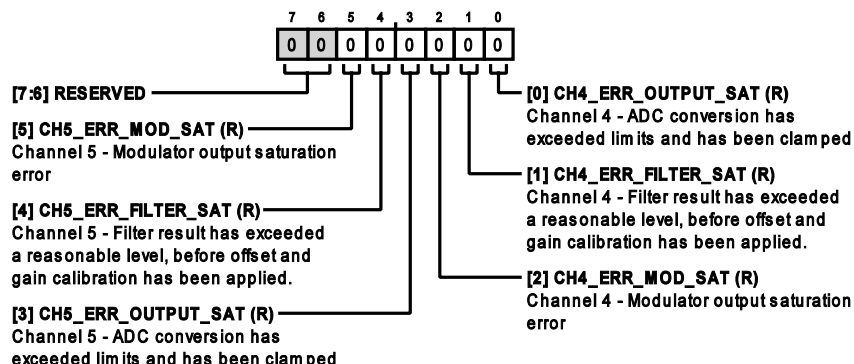 7 6 5 4 3 2 1 0
0 0 0 0 0 0 0 0
[7:6] RESERVED
[5] CH5_ERR_MOD_SAT (R)
Channel 5 - Modulator output saturation
error
[4] CH5_ERR_FILTER_SAT (R)
Channel 5 - Filter result has exceeded
a reasonable level, before offset and
gain calibration has been applied.
[3] CH5_ERR_OUTPUT_SAT (R)
Channel 5 - ADC conversion has
exceeded limits and has been clamped
[0] CH4_ERR_OUTPUT_SAT (R)
Channel 4 - ADC conversion has
exceeded limits and has been clamped
[1] CH4_ERR_FILTER_SAT (R)
Channel 4 - Filter result has exceeded
a reasonable level, before offset and
gain calibration has been applied.
[2] CH4_ERR_MOD_SAT (R)
Channel 4 - Modulator output saturation
error